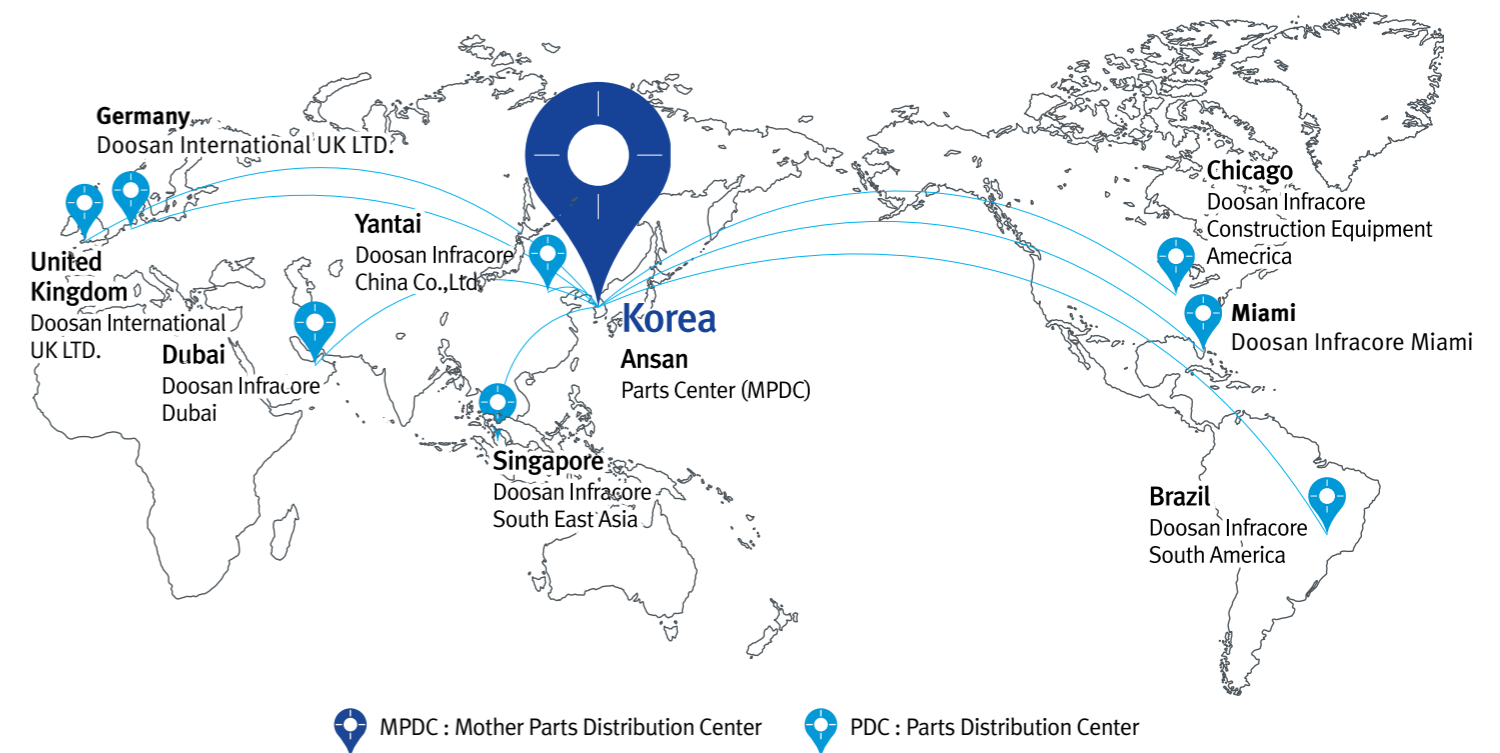 Germany
Doosan International UK LTD.
United
Kingdom
Doosan International
UK LTD.
Dubai
Doosan Infracore
Dubai
Yantai
Doosan Infracore
China Co.,Ltd.
Korea
Ansan
Parts Center (MPDC)
Singapore
Doosan Infracore
South East Asia
Chicago
Doosan Infracore
Construction Equipment
Amecrica
Miami
Doosan Infracore Miami
Brazil
Doosan Infracore
South America
MPDC : Mother Parts Distribution Center
PDC : Parts Distribution Center